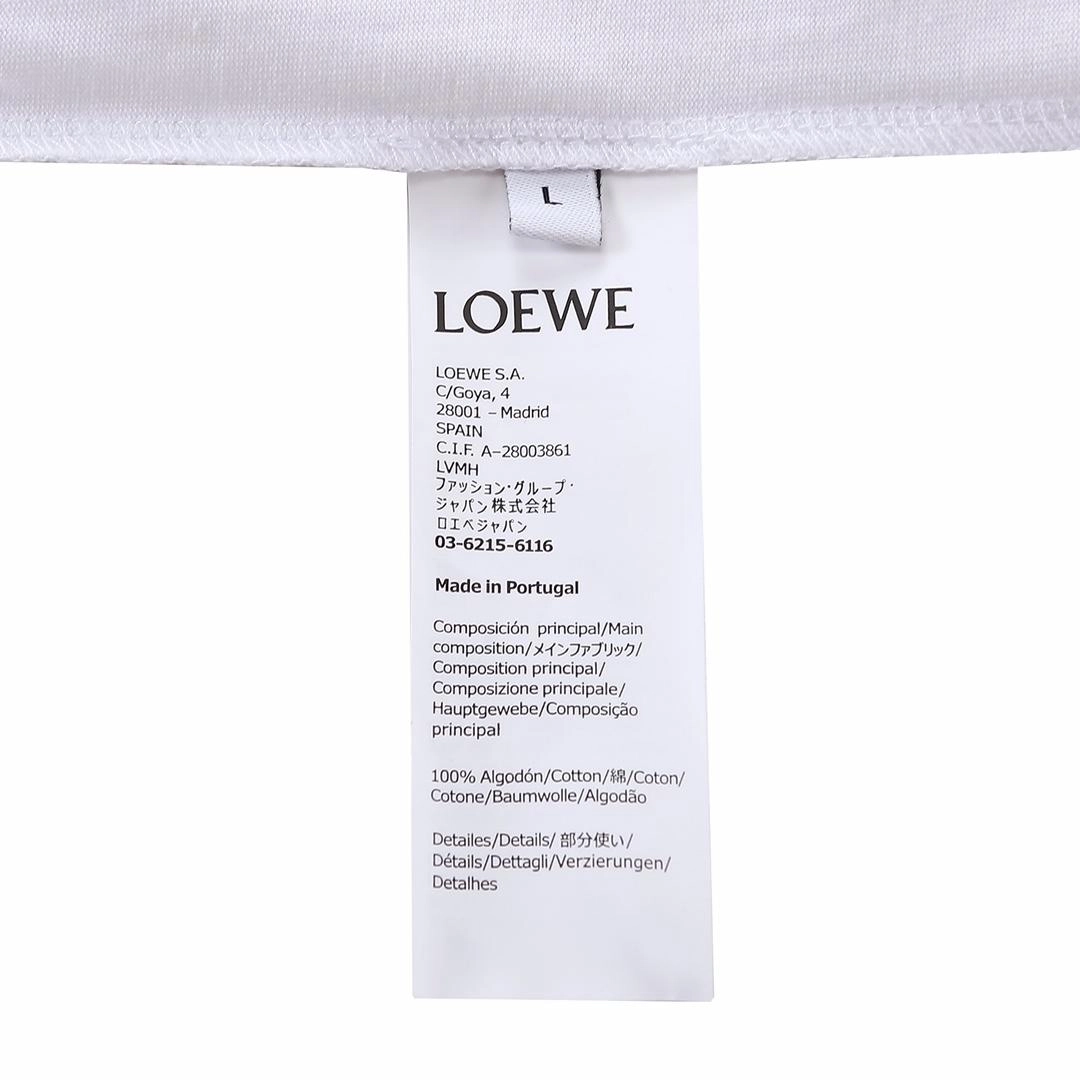 L
LOEWE
LOEWE S.A.
C/Goya, 4
28001 – Madrid
SPAIN
C.I.F. A–28003861
LVMH
ファッション・グループ・
ジャパン株式会社
ロエベジャパン
03-6215-6116
Made in Portugal
Composición principal/Main
composition/メインファブリック/
Composition principal/
Composizione principale/
Hauptgewebe/Composição
principal
100% Algodón/Cotton/綿/Coton/
Cotone/Baumwolle/Algodão
Detailes/Details/ 部分使い/
Détails/Dettagli/Verzierungen/
Detalhes